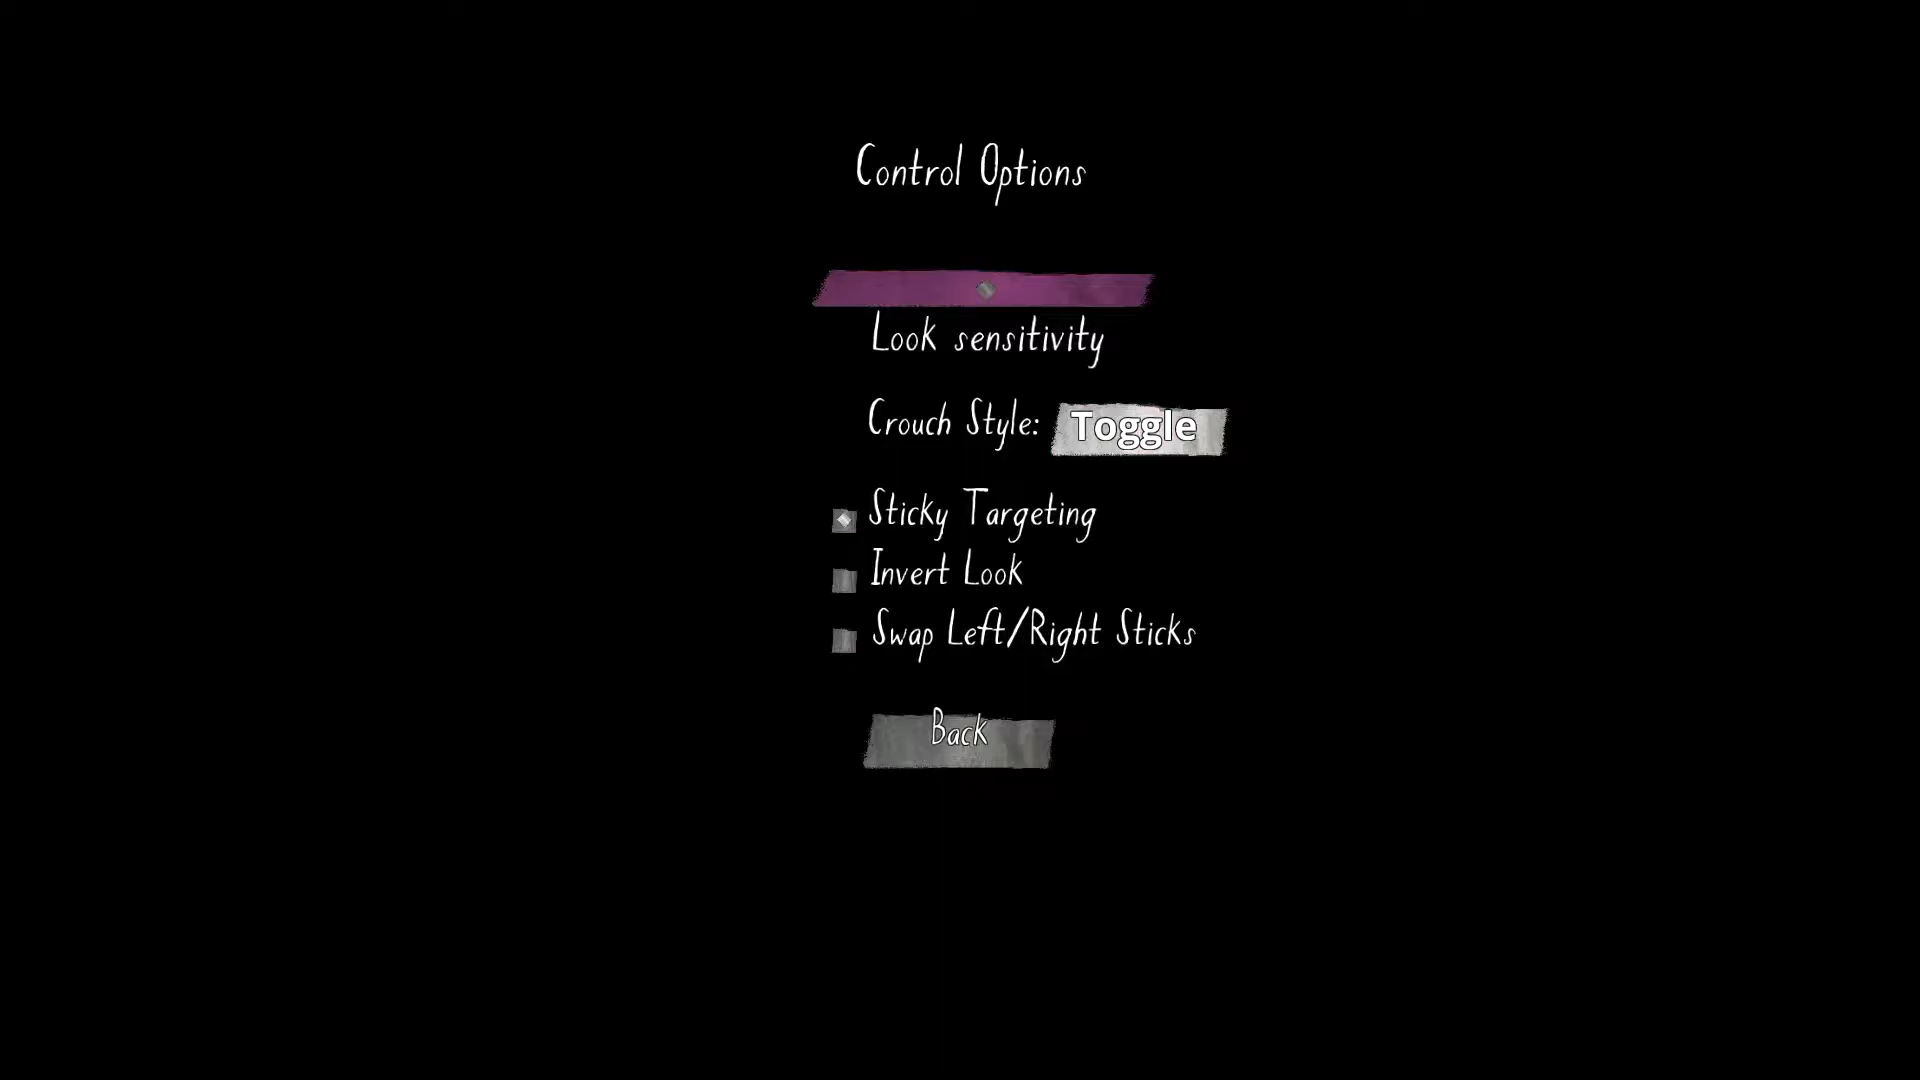 Control Options
Look sensitivity
Crouch Style: Toggle
Sticky Targeting
Invert Look
Swap Left/Right Sticks
Back